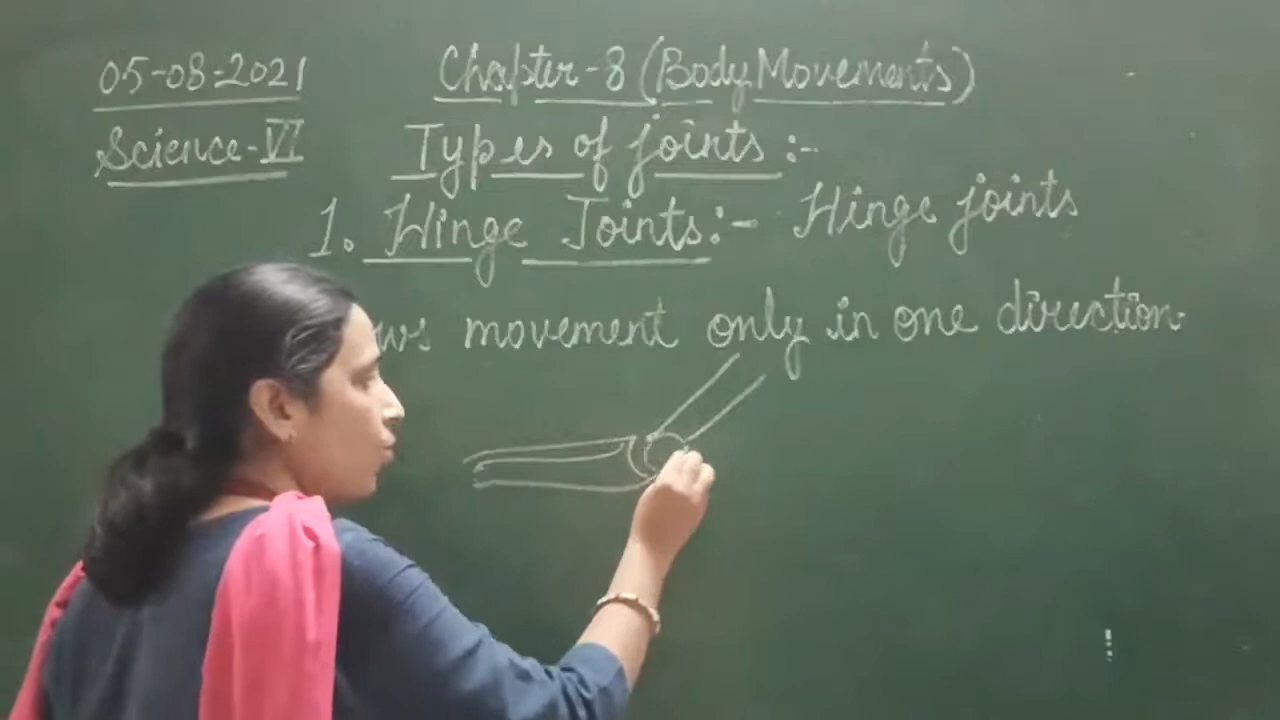 05-08-2021
Chapter-8 (Body Movements)
Science-VI
Types of joints :-
1. Hinge Joints:- Hinge joints
movement only in one direction.